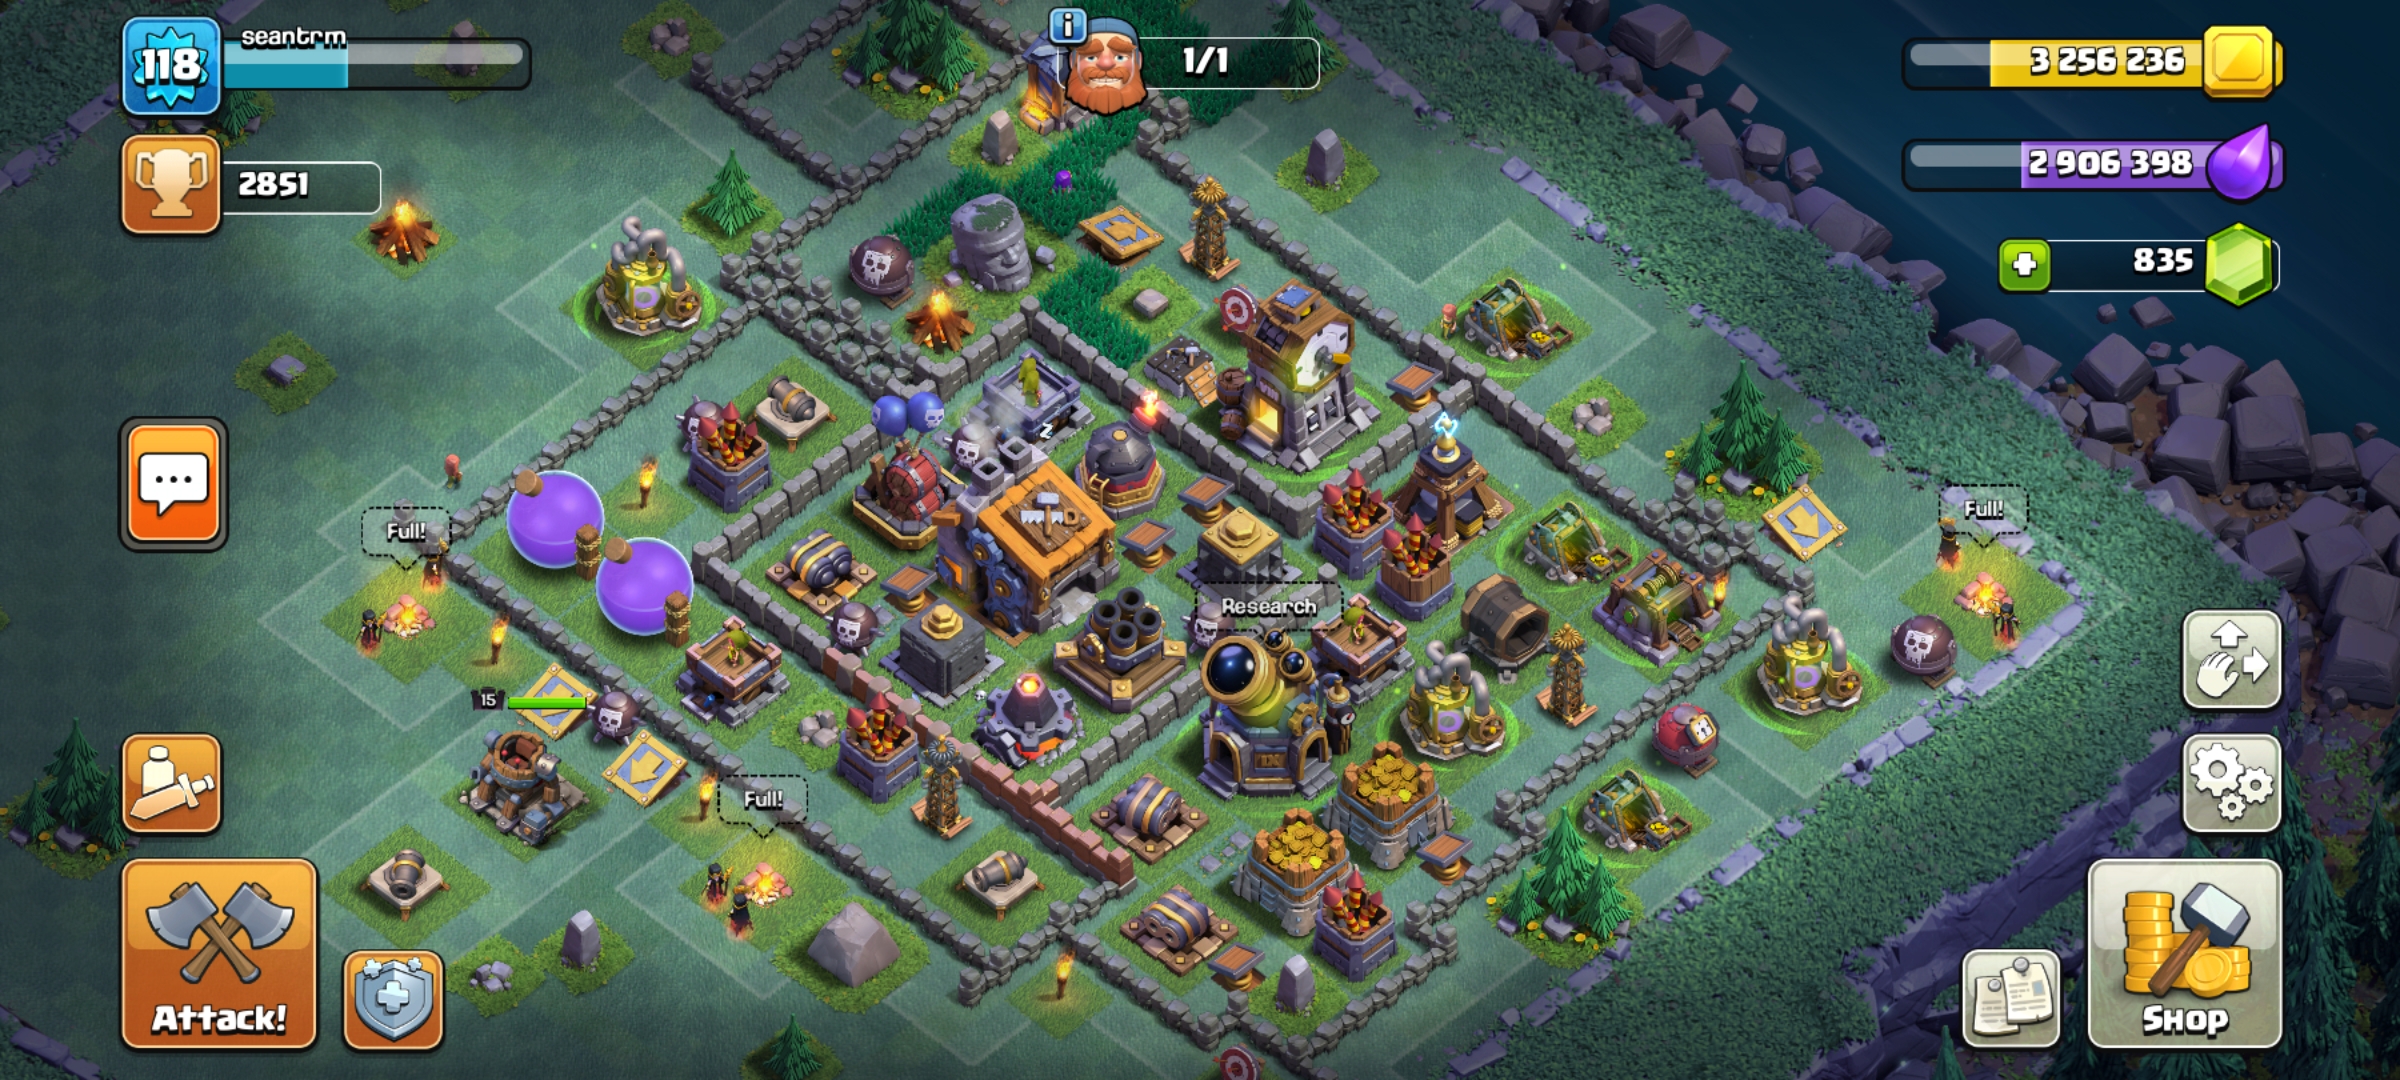 118
seantrm
i
1/1
3 256 236
2851
2 906 398
835
z
Full!
Full!
Research
15
Full!
Attack!
Shop